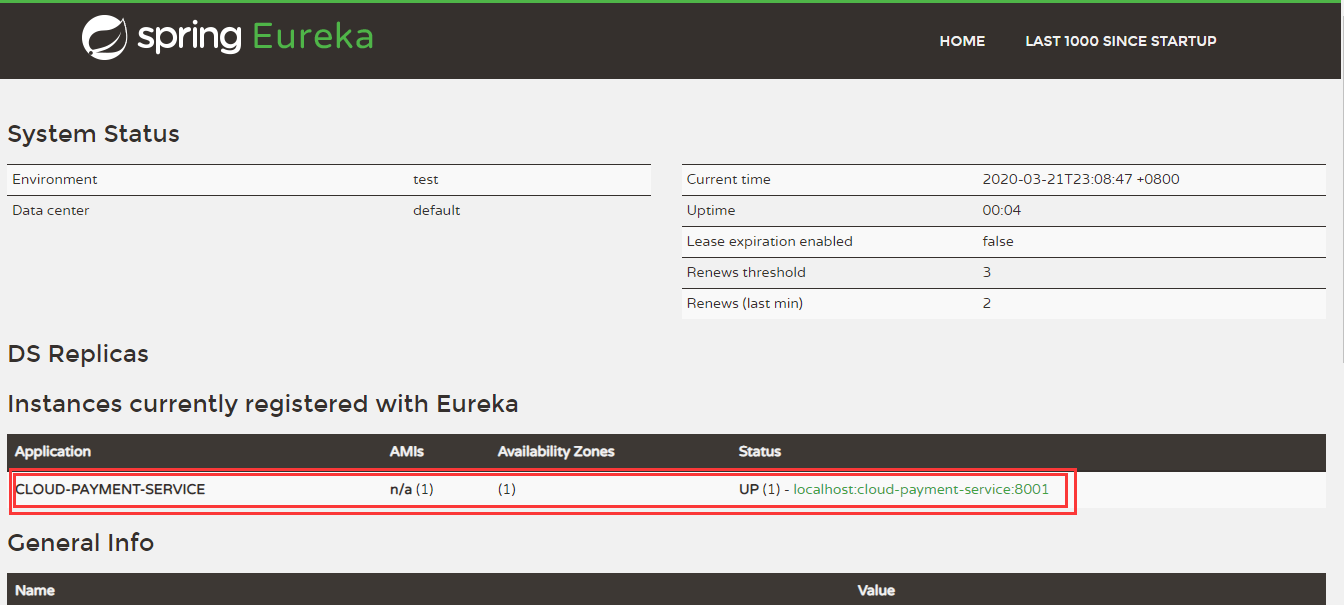 spring Eureka
HOME LAST 1000 SINCE STARTUP
System Status
Environment test
Data center default
Current time 2020-03-21T23:08:47 +0800
Uptime 00:04
Lease expiration enabled false
Renews threshold 3
Renews (last min) 2
DS Replicas
Instances currently registered with Eureka
Application AMIs Availability Zones Status
CLOUD-PAYMENT-SERVICE n/a (1) (1) UP (1) - localhost:cloud-payment-service:8001
General Info
Name Value